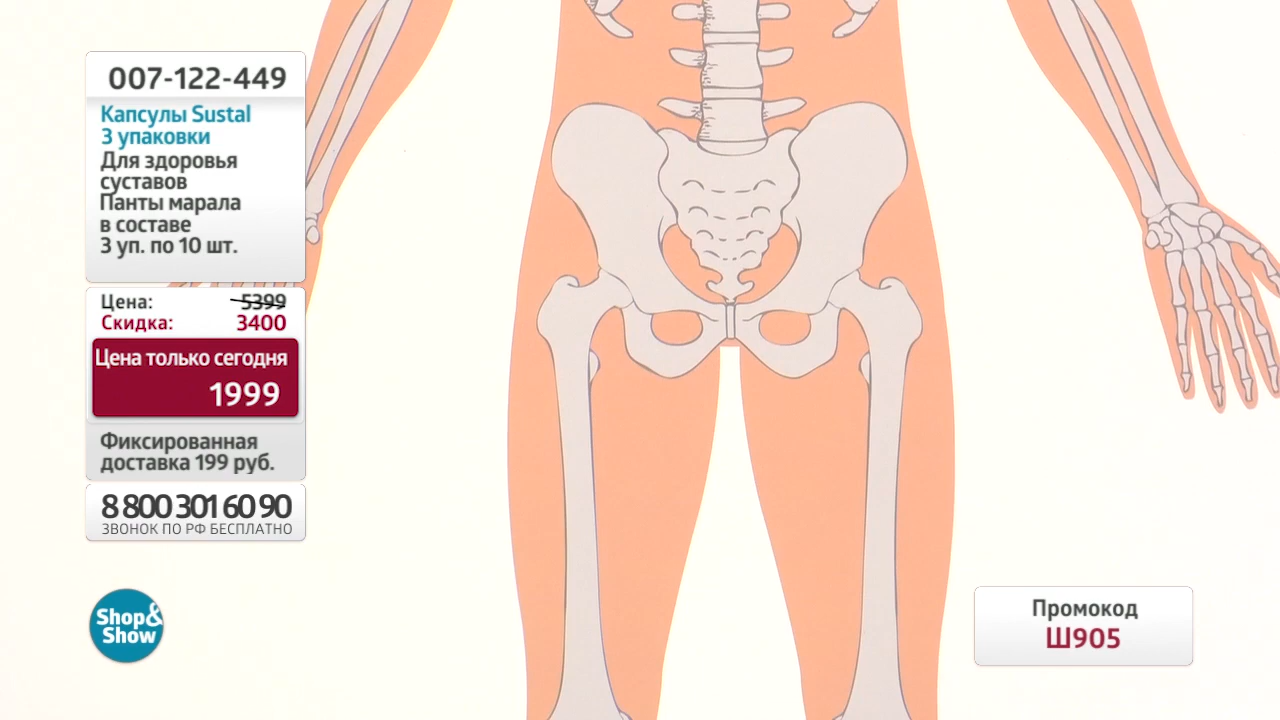 007-122-449
Капсулы Sustal
3 упаковки
Для здоровья
суставов
Панты марала
в составе
3 уп. по 10 шт.
Цена: 5399
Скидка: 3400
Цена только сегодня
1999
Фиксированная
доставка 199 руб.
8 800 301 60 90
ЗВОНОК ПО РФ БЕСПЛАТНО
Shop&
Show
Промокод
Ш905